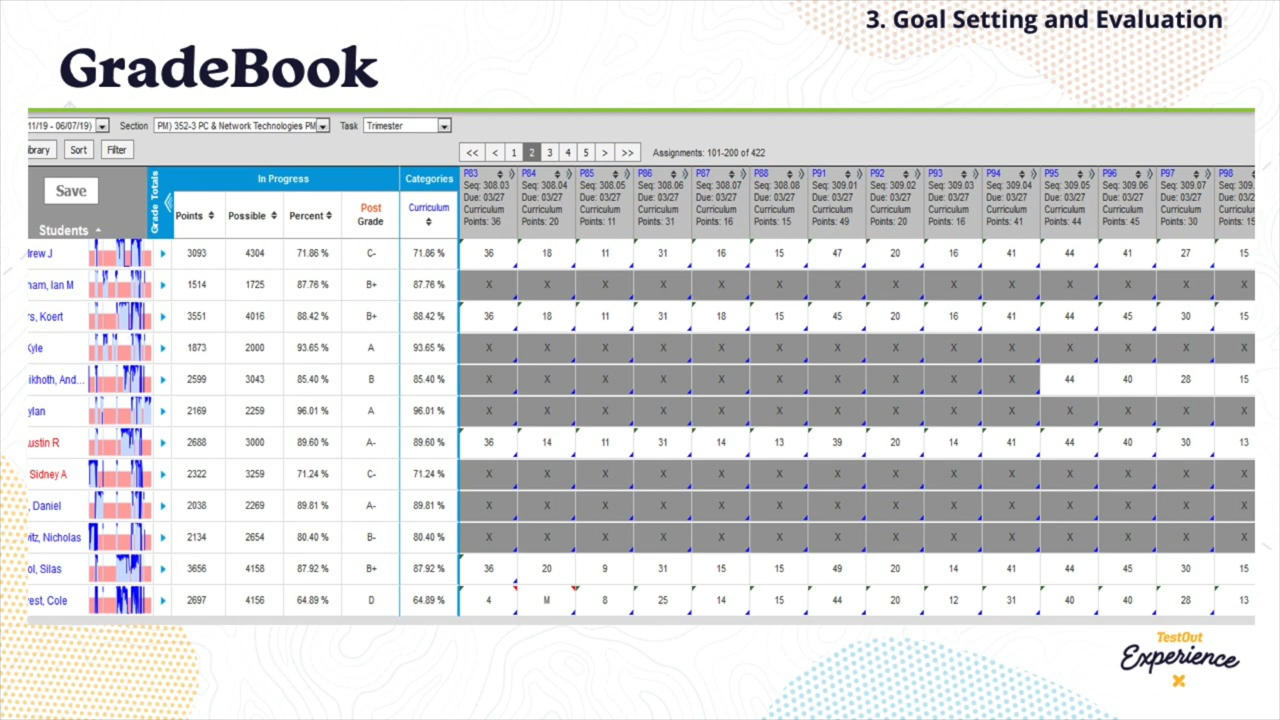 3. Goal Setting and Evaluation
GradeBook
11/19 - 06/07/19) Section PM) 352-3 PC & Network Technologies PM Task Trimester
ibrary Sort Filter << < 1 2 3 4 5 > >> Assignments: 101-200 of 422
Save Students Grade Totals In Progress Categories
Points Possible Percent Post Grade Curriculum
P83 P84 P85 P86 P87 P88 P91 P92 P93 P94 P95 P96 P97 P98
Seq: 308.03 Seq: 308.04 Seq: 308.05 Seq: 308.06 Seq: 308.07 Seq: 308.08 Seq: 309.01 Seq: 309.02 Seq: 309.03 Seq: 309.04 Seq: 309.05 Seq: 309.06 Seq: 309.07 Seq: 309.
Due: 03/27 Due: 03/27 Due: 03/27 Due: 03/27 Due: 03/27 Due: 03/27 Due: 03/27 Due: 03/27 Due: 03/27 Due: 03/27 Due: 03/27 Due: 03/27 Due: 03/27 Due: 03/27
Curriculum Curriculum Curriculum Curriculum Curriculum Curriculum Curriculum Curriculum Curriculum Curriculum Curriculum Curriculum Curriculum Curriculum
Points: 36 Points: 20 Points: 11 Points: 31 Points: 16 Points: 15 Points: 49 Points: 20 Points: 16 Points: 41 Points: 44 Points: 45 Points: 30 Points: 15
drew J 3093 4304 71.86 % C- 71.86 % 36 18 11 31 16 15 47 20 16 41 44 41 27 15
ham, Ian M 1514 1725 87.76 % B+ 87.76 % X X X X X X X X X X X X X X
rs, Koert 3551 4016 88.42 % B+ 88.42 % 36 18 11 31 18 15 45 20 16 41 44 45 30 15
Kyle 1873 2000 93.65 % A 93.65 % X X X X X X X X X X X X X X
ikhoth, And... 2599 3043 85.40 % B 85.40 % X X X X X X X X X X 44 40 28 15
ylan 2169 2259 96.01 % A 96.01 % X X X X X X X X X X X X X X
ustin R 2688 3000 89.60 % A- 89.60 % 36 14 11 31 14 13 39 20 14 41 44 40 30 13
Sidney A 2322 3259 71.24 % C- 71.24 % X X X X X X X X X X X X X X
, Daniel 2038 2269 89.81 % A- 89.81 % X X X X X X X X X X X X X X
itz, Nicholas 2134 2654 80.40 % B- 80.40 % X X X X X X X X X X X X X X
ol, Silas 3656 4158 87.92 % B+ 87.92 % 36 20 9 31 15 15 49 20 14 41 44 45 30 15
est, Cole 2697 4156 64.89 % D 64.89 % 4 M 8 25 14 15 44 20 12 31 40 40 28 13
TestOut
Experience